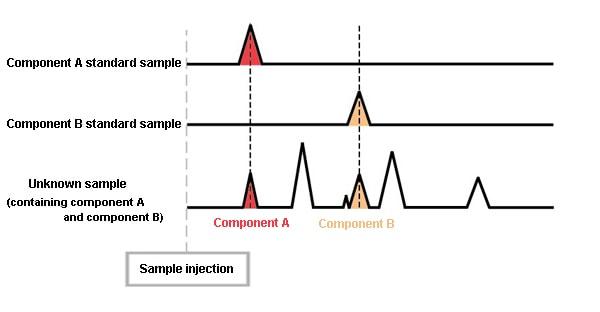 Component A standard sample
Component B standard sample
Unknown sample
(containing component A
and component B)
Component A
Component B
Sample injection